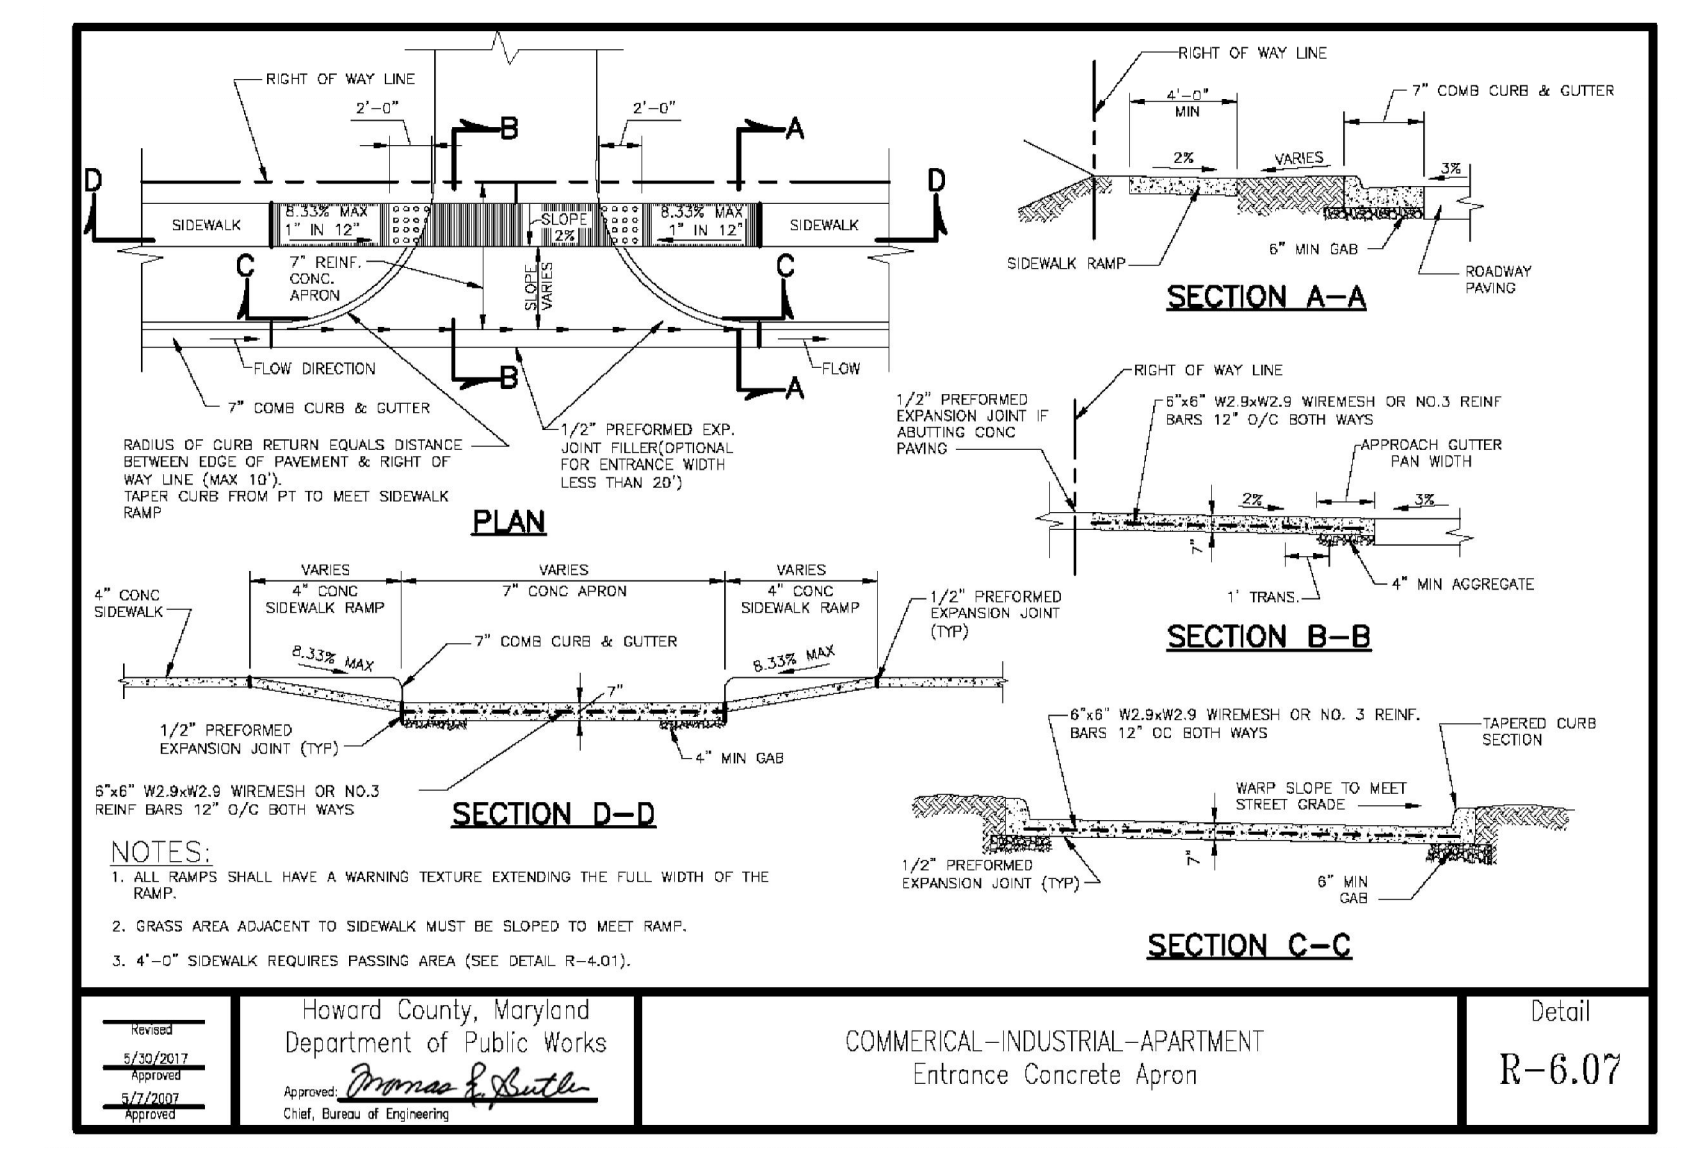 RIGHT OF WAY LINE
2'-0"
2'-0"
B
A
D
D
SIDEWALK
8.33% MAX
1" IN 12"
SLOPE
2%
8.33% MAX
1" IN 12"
SIDEWALK
C
7" REINF.
CONC.
APRON
SLOPE
VARIES
C
FLOW DIRECTION
B
A
FLOW
7" COMB CURB & GUTTER
RADIUS OF CURB RETURN EQUALS DISTANCE
BETWEEN EDGE OF PAVEMENT & RIGHT OF
WAY LINE (MAX 10').
TAPER CURB FROM PT TO MEET SIDEWALK
RAMP
1/2" PREFORMED EXP.
JOINT FILLER(OPTIONAL
FOR ENTRANCE WIDTH
LESS THAN 20')
PLAN
RIGHT OF WAY LINE
4'-0"
MIN
7" COMB CURB & GUTTER
2%
VARIES
3%
SIDEWALK RAMP
6" MIN GAB
ROADWAY
PAVING
SECTION A-A
RIGHT OF WAY LINE
1/2" PREFORMED
EXPANSION JOINT IF
ABUTTING CONC
PAVING
6"x6" W2.9xW2.9 WIREMESH OR NO.3 REINF
BARS 12" O/C BOTH WAYS
APPROACH GUTTER
PAN WIDTH
2%
3%
7"
1' TRANS.
4" MIN AGGREGATE
SECTION B-B
4" CONC
SIDEWALK
VARIES
4" CONC
SIDEWALK RAMP
VARIES
7" CONC APRON
VARIES
4" CONC
SIDEWALK RAMP
1/2" PREFORMED
EXPANSION JOINT
(TYP)
8.33% MAX
7" COMB CURB & GUTTER
8.33% MAX
7"
1/2" PREFORMED
EXPANSION JOINT (TYP)
4" MIN GAB
6"x6" W2.9xW2.9 WIREMESH OR NO.3
REINF BARS 12" O/C BOTH WAYS
SECTION D-D
6"x6" W2.9xW2.9 WIREMESH OR NO. 3 REINF.
BARS 12" OC BOTH WAYS
TAPERED CURB
SECTION
WARP SLOPE TO MEET
STREET GRADE
7"
1/2" PREFORMED
EXPANSION JOINT (TYP)
6" MIN
GAB
SECTION C-C
NOTES:
1. ALL RAMPS SHALL HAVE A WARNING TEXTURE EXTENDING THE FULL WIDTH OF THE
RAMP.
2. GRASS AREA ADJACENT TO SIDEWALK MUST BE SLOPED TO MEET RAMP.
3. 4'-0" SIDEWALK REQUIRES PASSING AREA (SEE DETAIL R-4.01).
Revised
5/30/2017
Approved
5/7/2007
Approved
Howard County, Maryland
Department of Public Works
Approved: Thomas E. Butler
Chief, Bureau of Engineering
COMMERICAL-INDUSTRIAL-APARTMENT
Entrance Concrete Apron
Detail
R-6.07